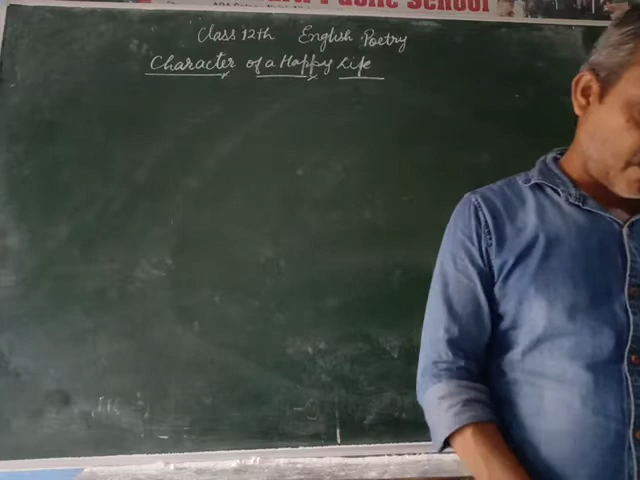 Public School
Class 12th English Poetry
Character of a Happy Life